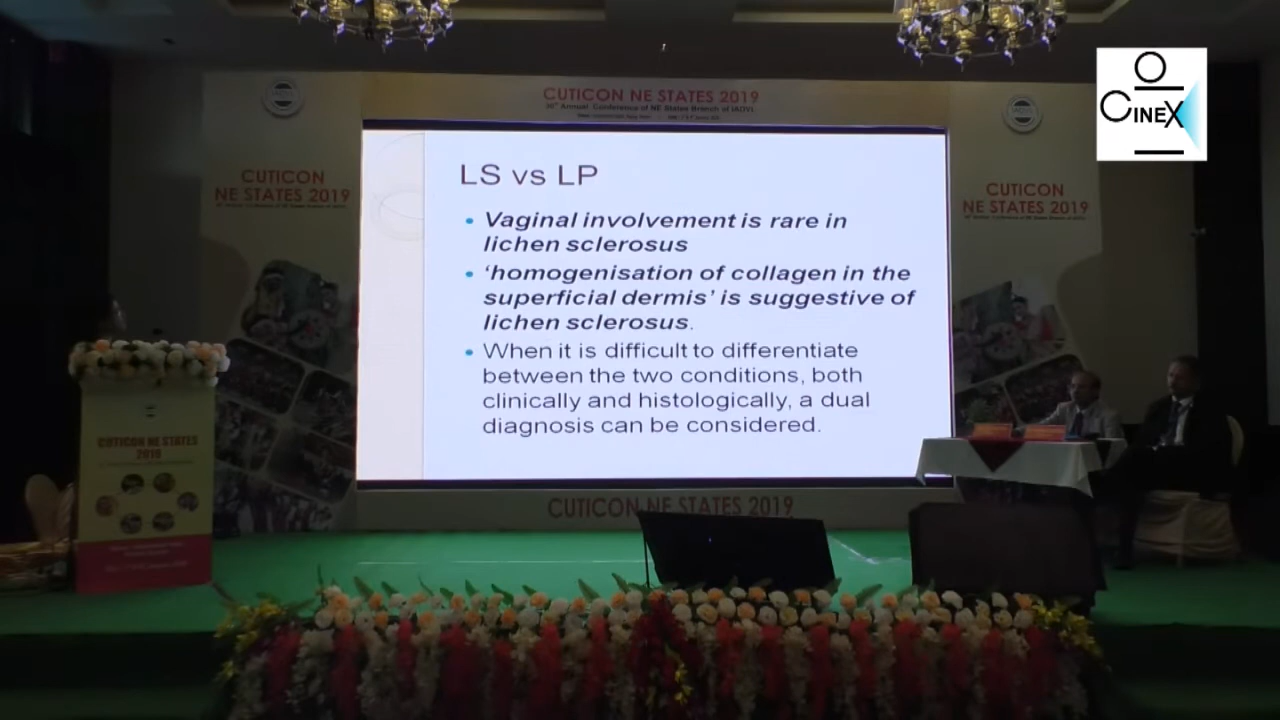 CUTICON NE STATES 2019
CINEX
CUTICON
NE STATES 2019
LS vs LP
• Vaginal involvement is rare in
lichen sclerosus
• ‘homogenisation of collagen in the
superficial dermis’ is suggestive of
lichen sclerosus.
• When it is difficult to differentiate
between the two conditions, both
clinically and histologically, a dual
diagnosis can be considered.
CUTICON
NE STATES 2019
CUTICON NE STATES
2019
CUTICON NE STATES 2019